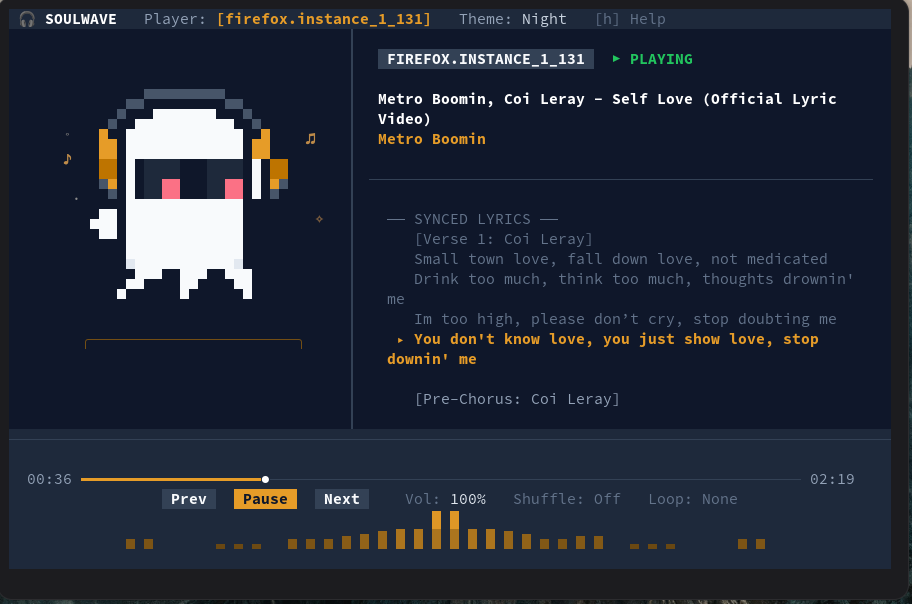 SOULWAVE Player: [firefox.instance_1_131] Theme: Night [h] Help
FIREFOX.INSTANCE_1_131 ▶ PLAYING
Metro Boomin, Coi Leray - Self Love (Official Lyric
Video)
Metro Boomin
── SYNCED LYRICS ──
[Verse 1: Coi Leray]
Small town love, fall down love, not medicated
Drink too much, think too much, thoughts drownin'
me
Im too high, please don’t cry, stop doubting me
▸ You don't know love, you just show love, stop
downin' me
[Pre-Chorus: Coi Leray]
00:36 02:19
Prev Pause Next Vol: 100% Shuffle: Off Loop: None